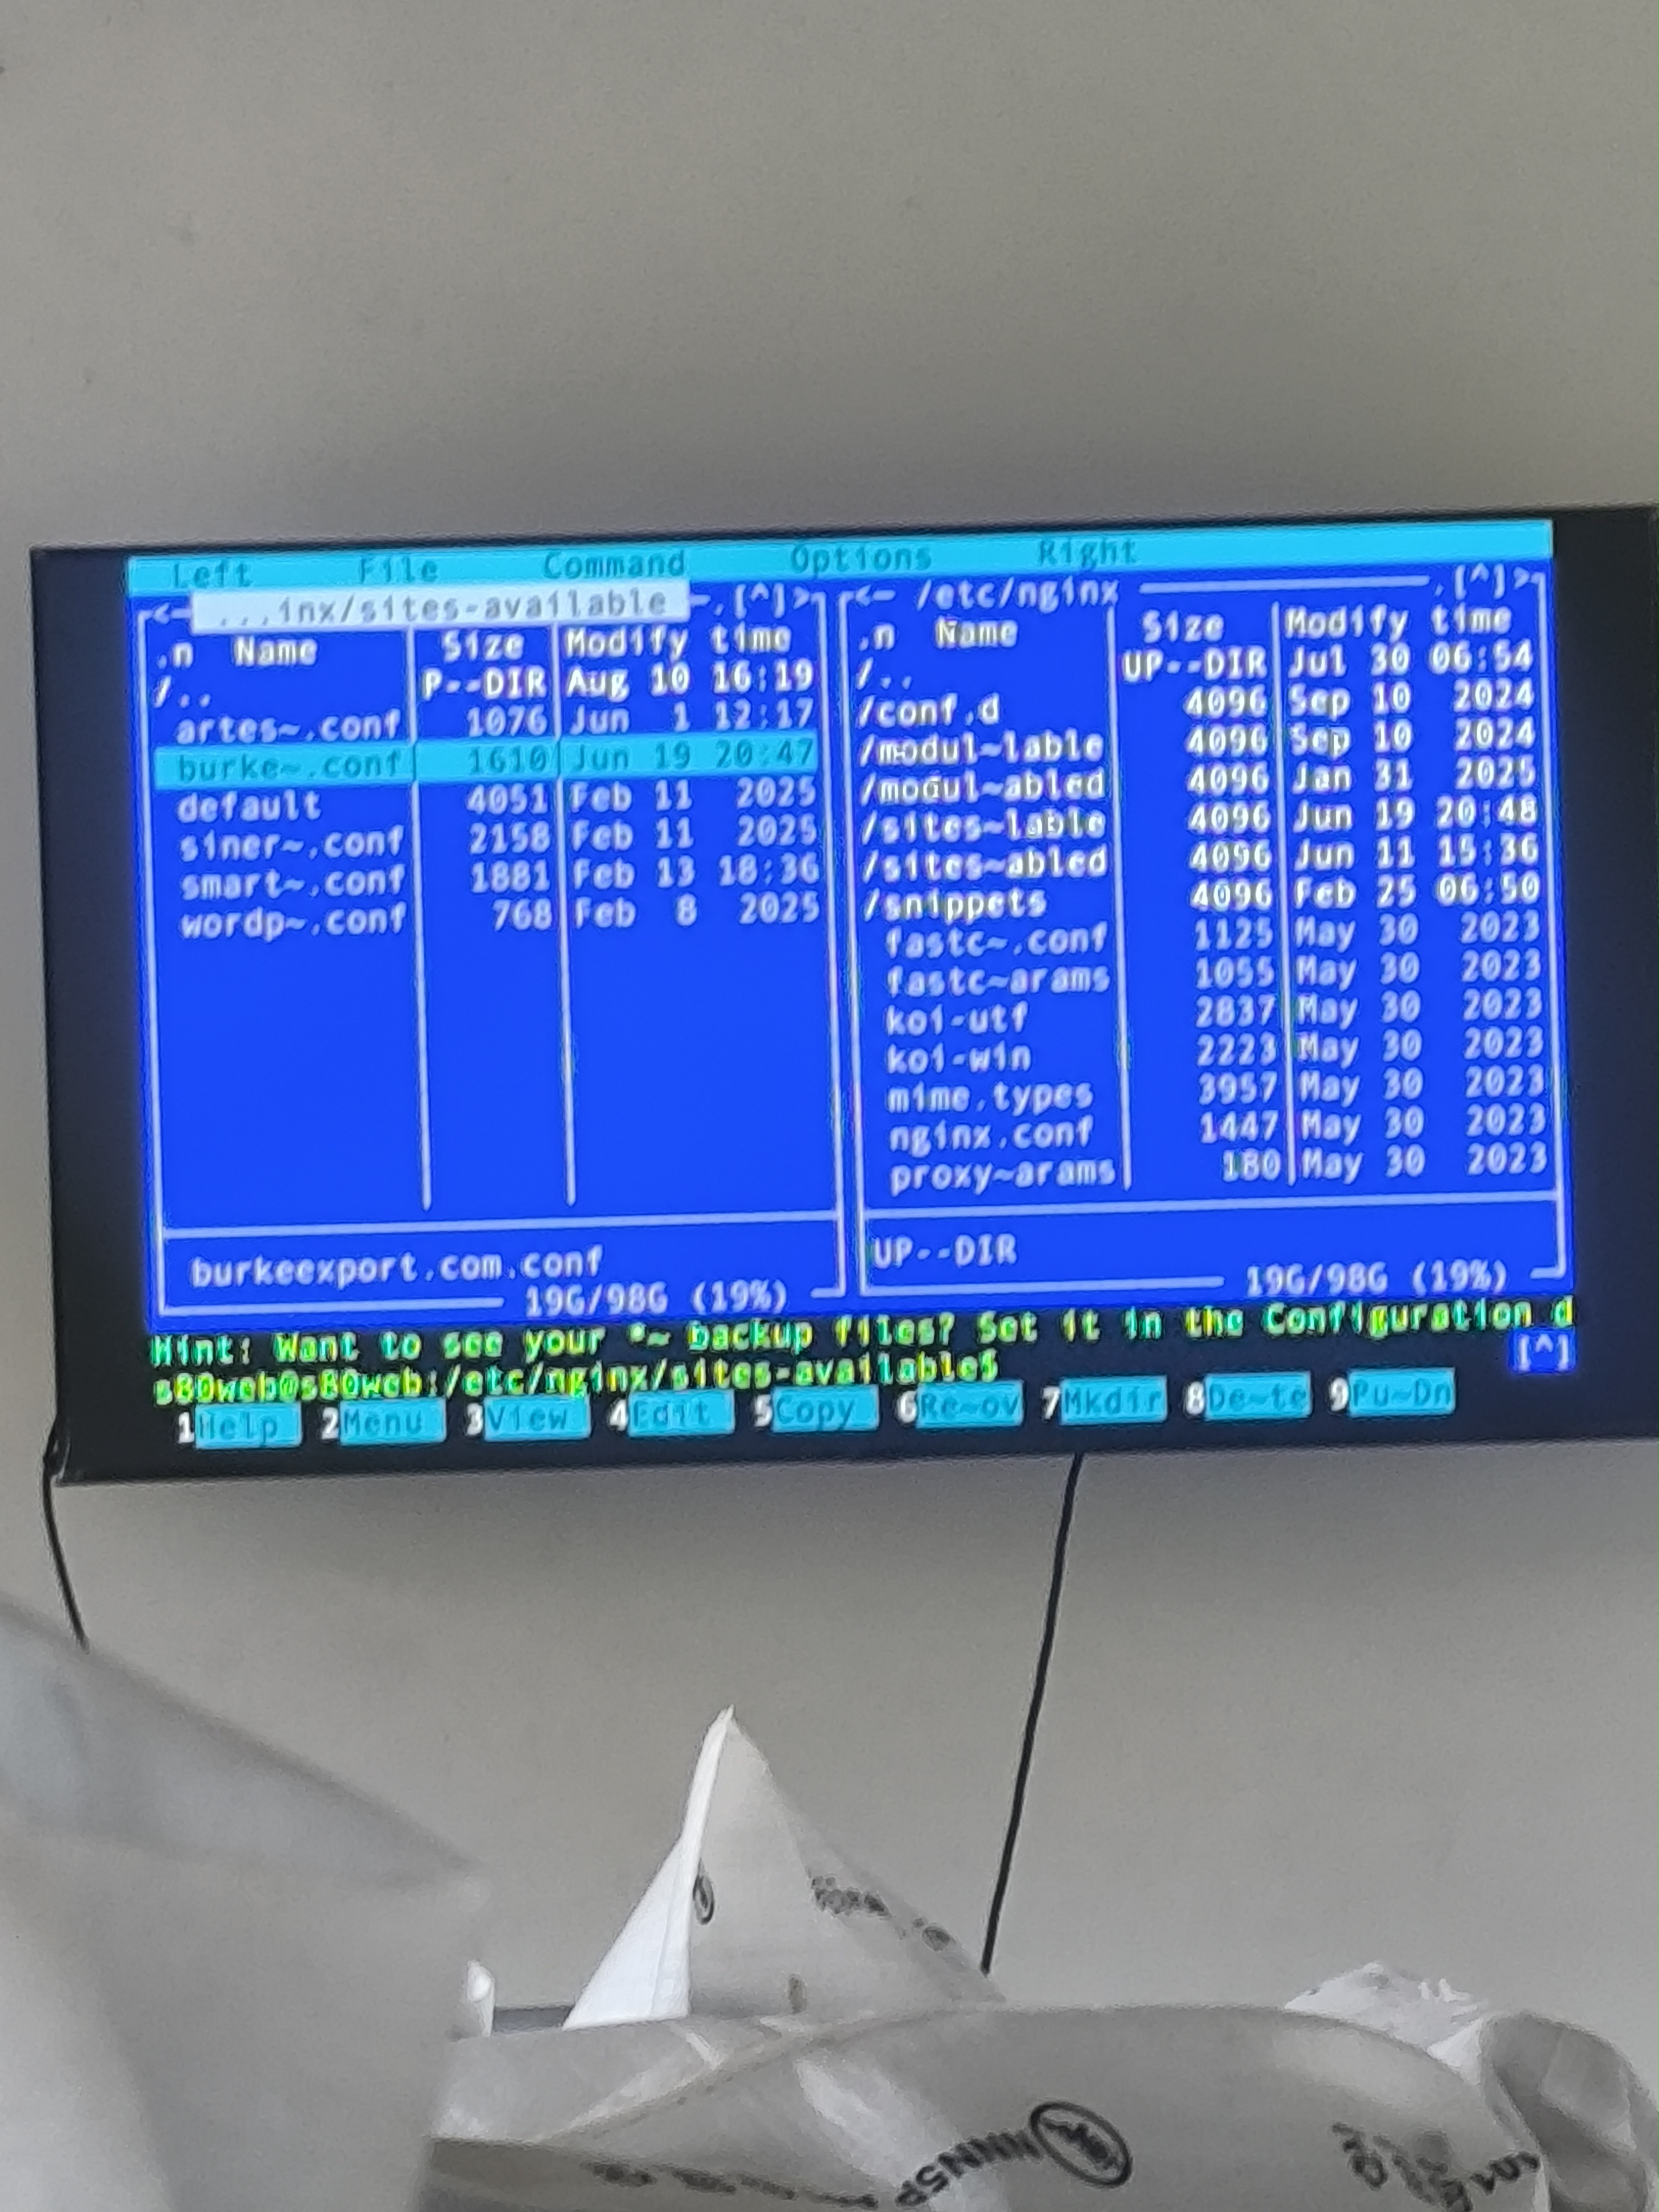 Left File Command Options Right
<- ...inx/sites-available -.[^]>
.n Name Size Modify time
/.. P--DIR Aug 10 16:19
artes~.conf 1076 Jun 1 12:17
burke~.conf 1610 Jun 19 20:47
default 4051 Feb 11 2025
siner~.conf 2158 Feb 11 2025
smart~.conf 1881 Feb 13 18:36
wordp~.conf 768 Feb 8 2025
burkeexport.com.conf
19G/98G (19%)
<- /etc/nginx .[^]>
.n Name Size Modify time
/.. UP--DIR Jul 30 06:54
/conf.d 4096 Sep 10 2024
/modul~lable 4096 Sep 10 2024
/modul~abled 4096 Jan 31 2025
/sites~lable 4096 Jun 19 20:48
/sites~abled 4096 Jun 11 15:36
/snippets 4096 Feb 25 06:50
fastc~.conf 1125 May 30 2023
fastc~arams 1055 May 30 2023
koi-utf 2837 May 30 2023
koi-win 2223 May 30 2023
mime.types 3957 May 30 2023
nginx.conf 1447 May 30 2023
proxy~arams 180 May 30 2023
UP--DIR
19G/98G (19%)
Hint: Want to see your *~ backup files? Set it in the Configuration d
s80web@s80web:/etc/nginx/sites-available$ [^]
1Help 2Menu 3View 4Edit 5Copy 6Re~ov 7Mkdir 8De~te 9Pu~Dn